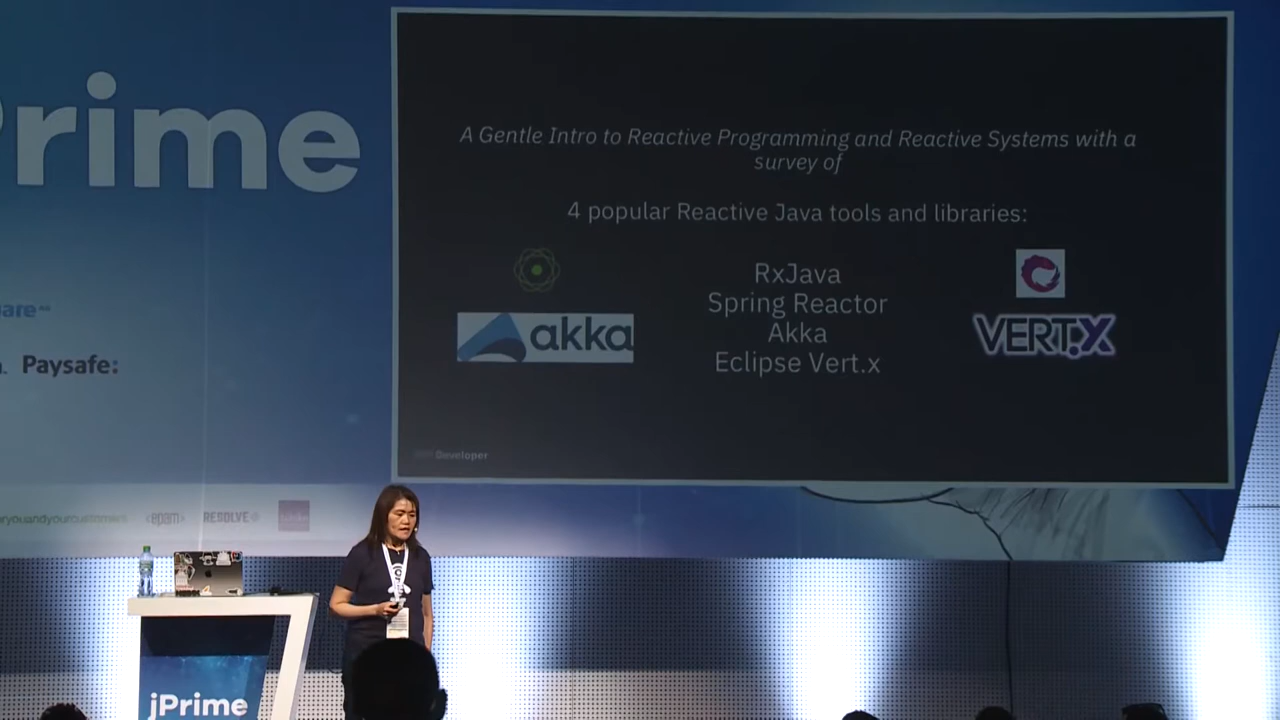 Prime
A Gentle Intro to Reactive Programming and Reactive Systems with a
survey of
4 popular Reactive Java tools and libraries:
RxJava
Spring Reactor
Akka
Eclipse Vert.x
akka
VERT.X
Developer
Paysafe:
<epam>
RESOLVE
jPrime